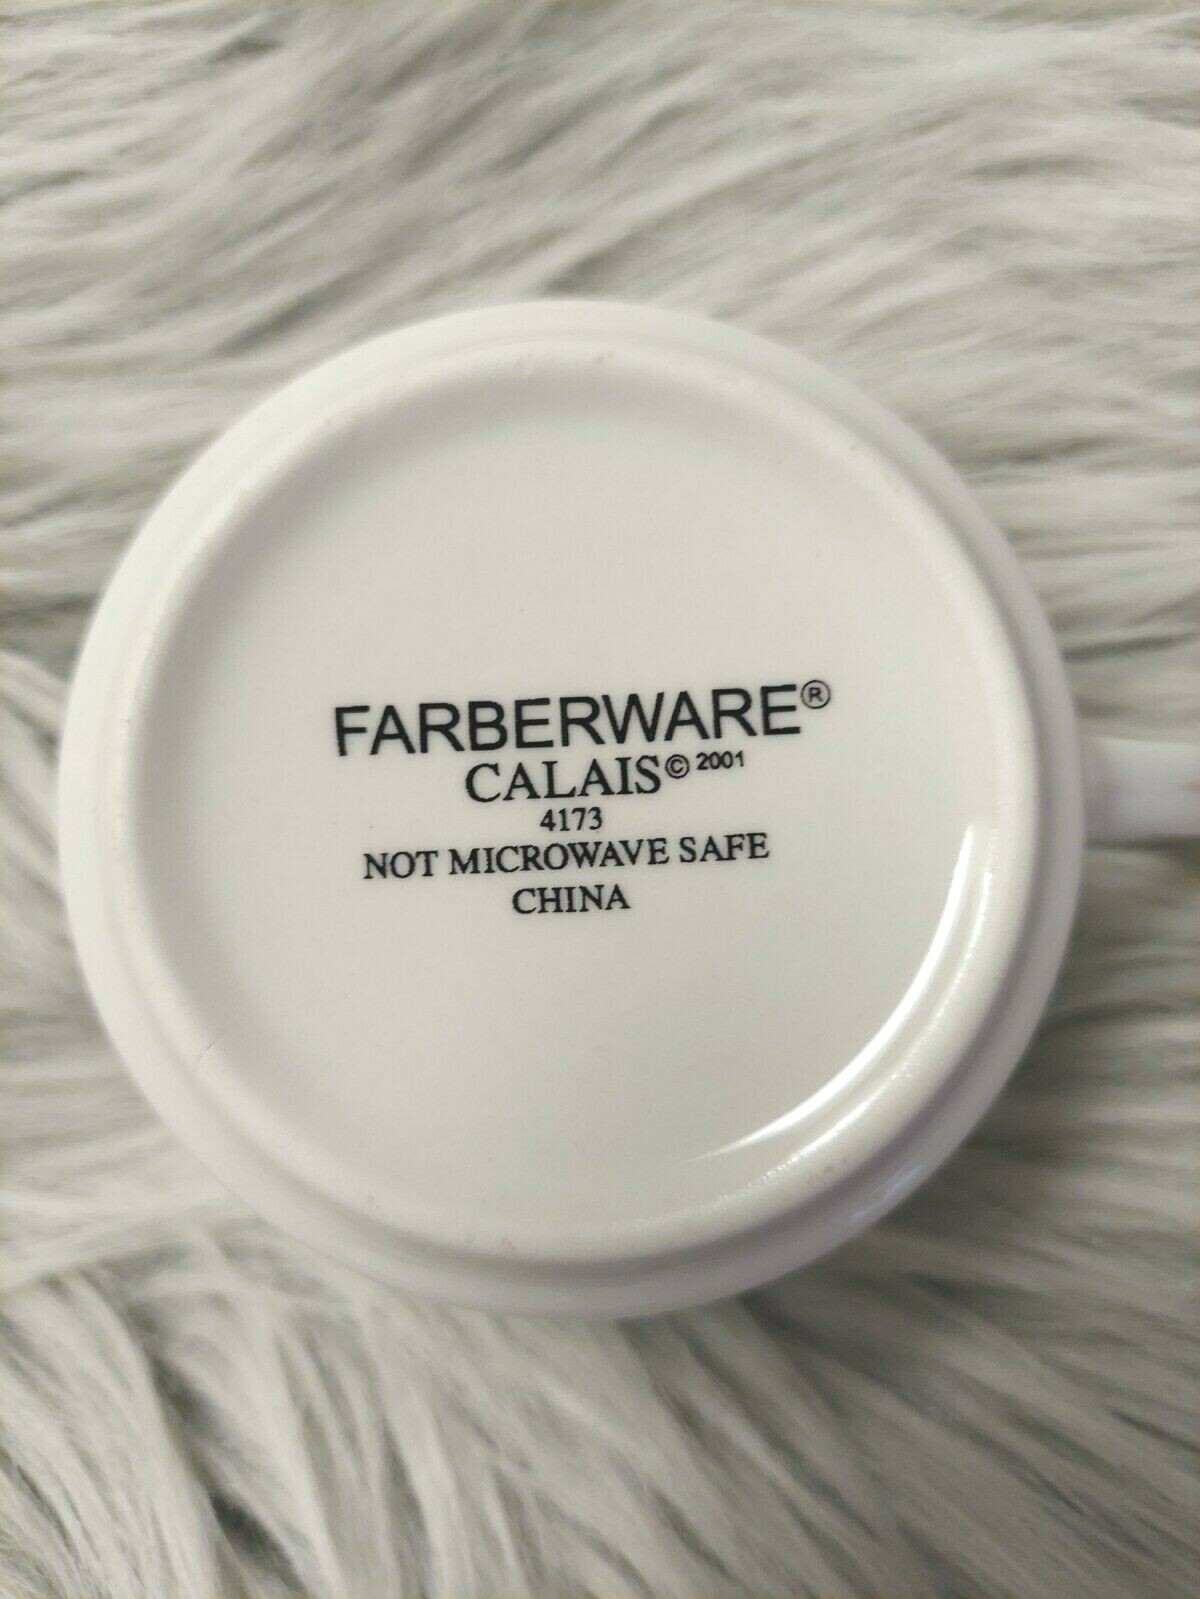 FARBERWARE®
CALAIS© 2001
4173
NOT MICROWAVE SAFE
CHINA